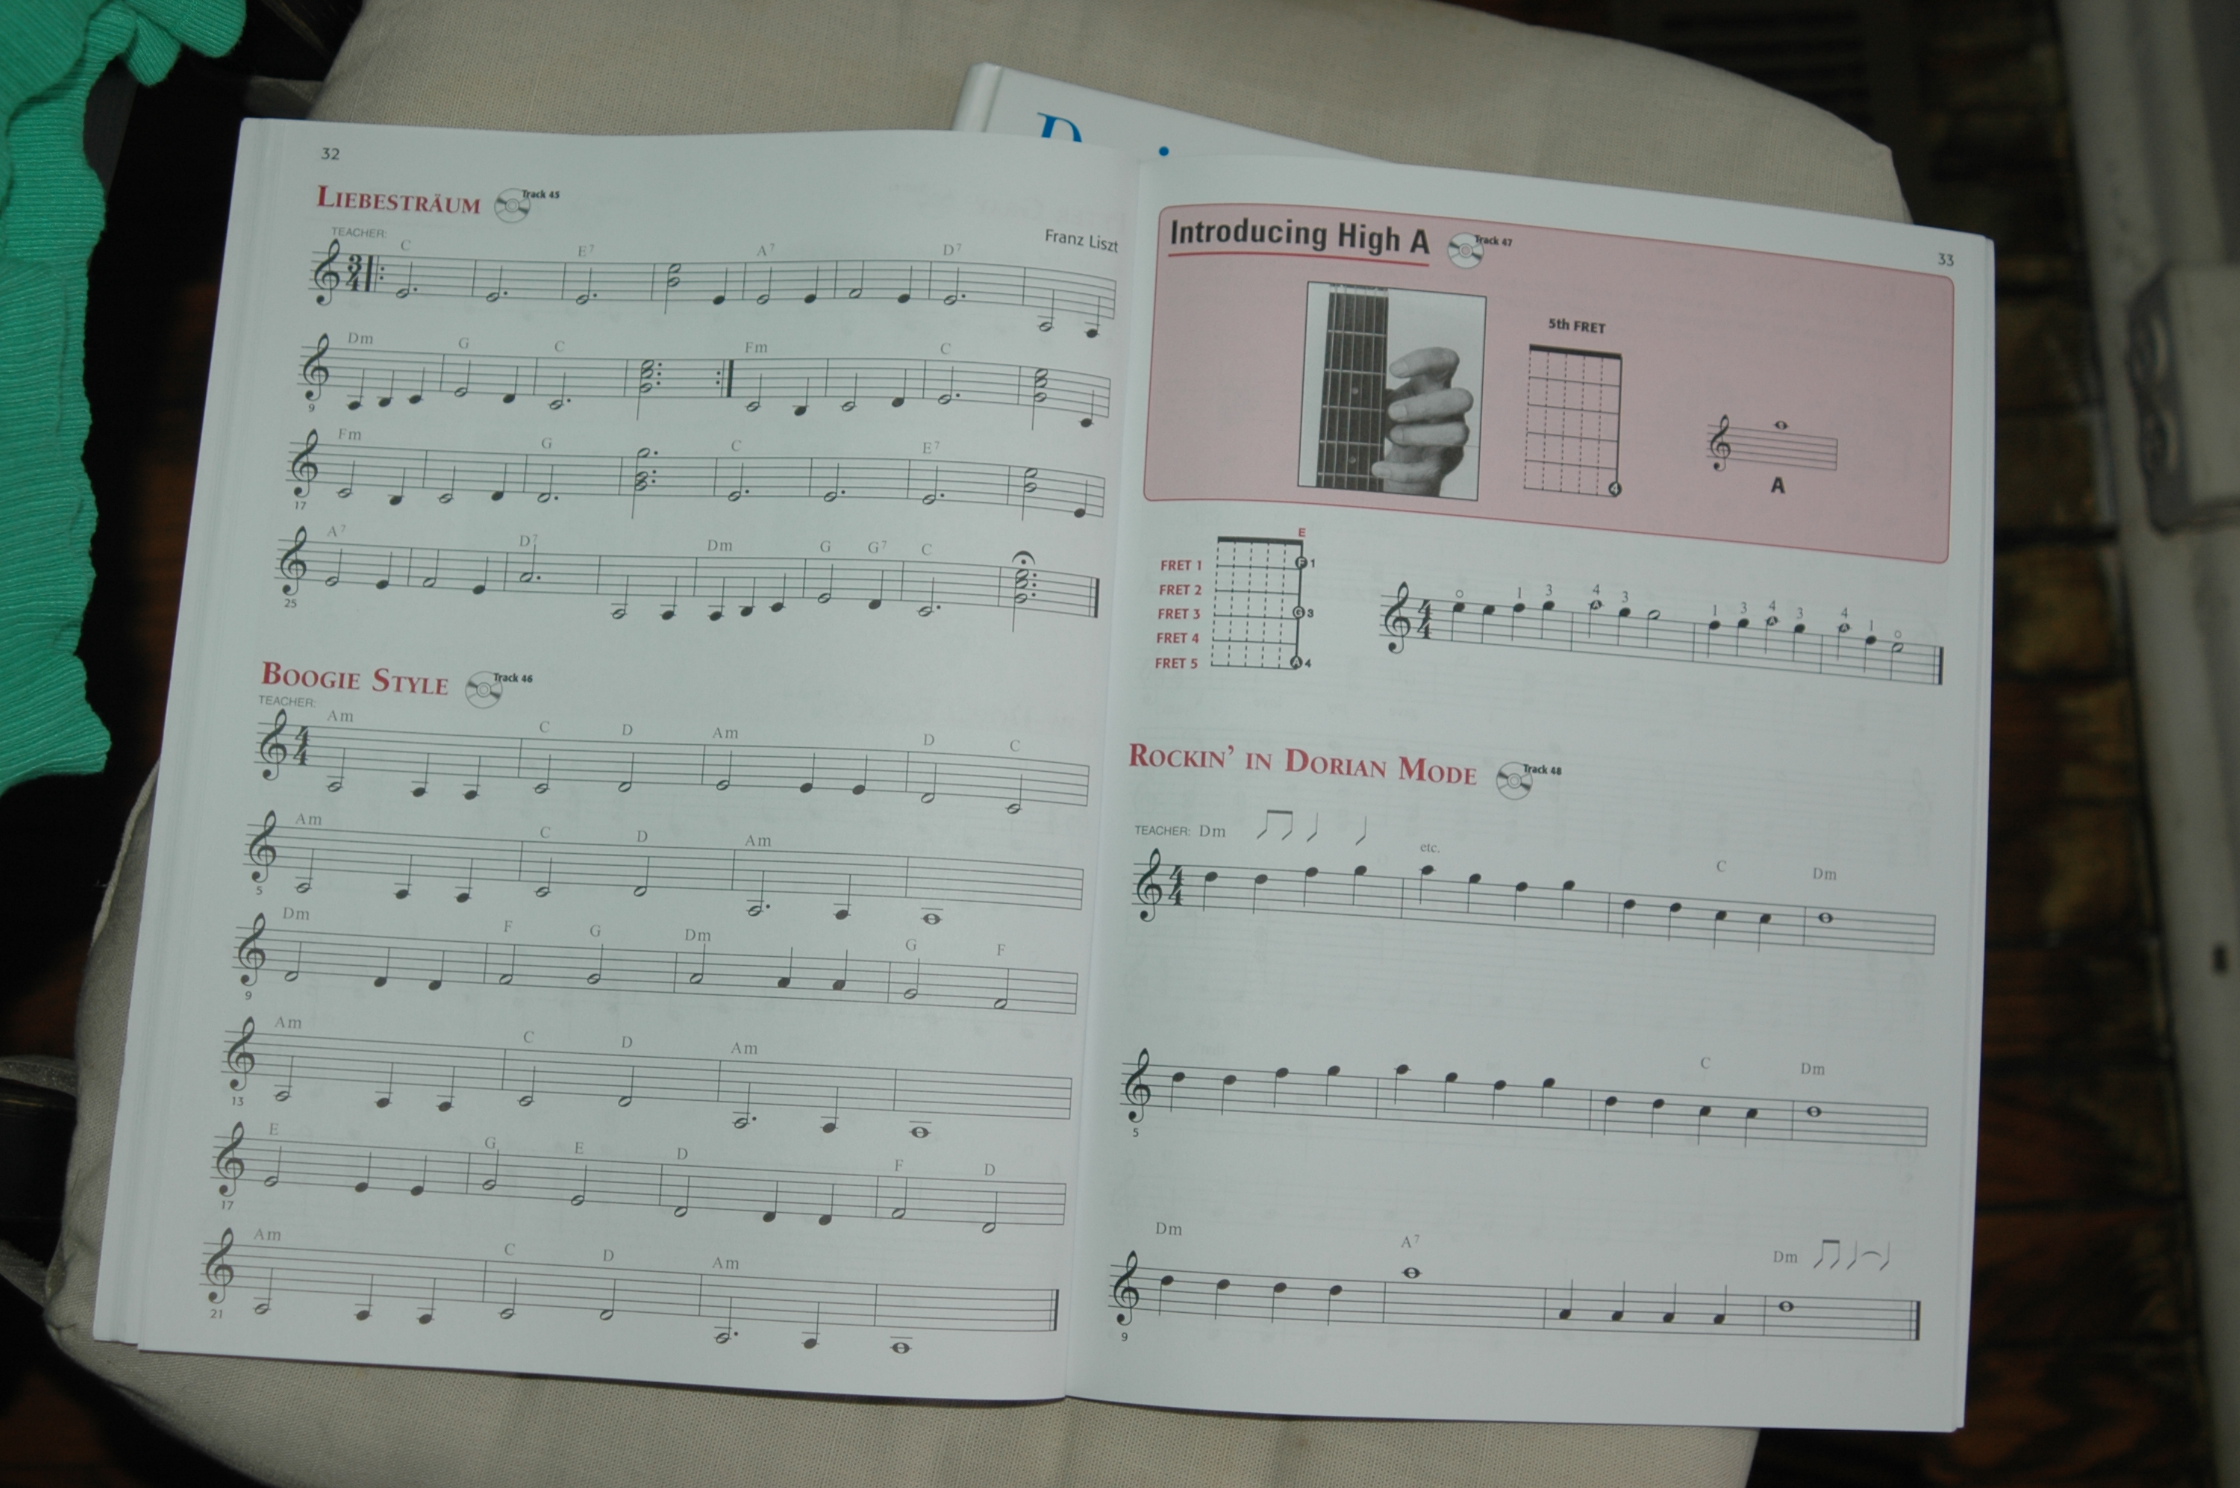 32
LIEBESTRÄUM Track 45
Franz Liszt
TEACHER: C E7 A7 D7
3 4
Dm G C Fm C
9
Fm G C E7
17
A7 D7 Dm G G7 C
25
BOOGIE STYLE Track 46
TEACHER: Am C D Am D C
4 4
Am C D Am
5
Dm F G Dm G F
9
Am C D Am
13
E G E D F D
17
Am C D Am
21
33
Introducing High A Track 47
5th FRET
4
A
E
FRET 1 F 1
FRET 2
FRET 3 G 3
FRET 4
FRET 5 A 4
o 1 3 4 3 1 3 4 3 4 1 o
4 4
ROCKIN' IN DORIAN MODE Track 48
TEACHER: Dm etc. C Dm
4 4
C Dm
5
Dm A7 Dm
9